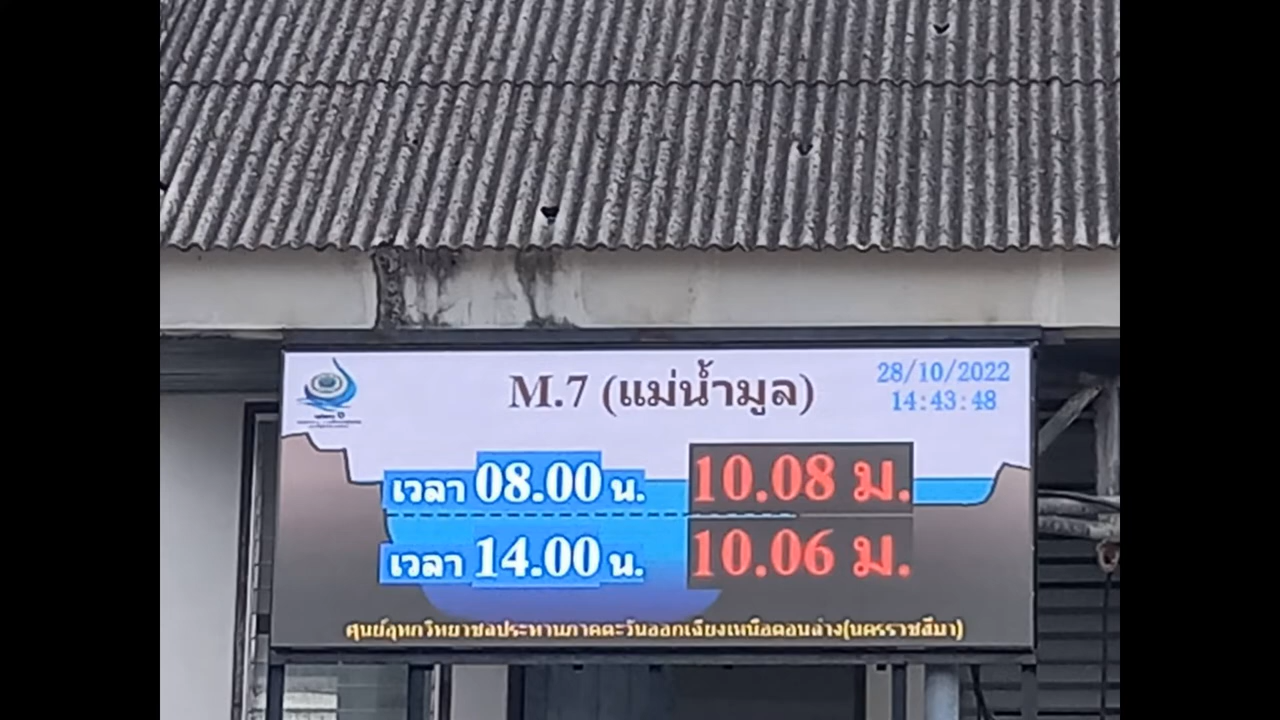 M.7 (แม่น้ำมูล)
28/10/2022
14:43:48
เวลา 08.00 น. 10.08 ม.
เวลา 14.00 น. 10.06 ม.
ศูนย์อุทกวิทยาชลประทานภาคตะวันออกเฉียงเหนือตอนล่าง(นครราชสีมา)